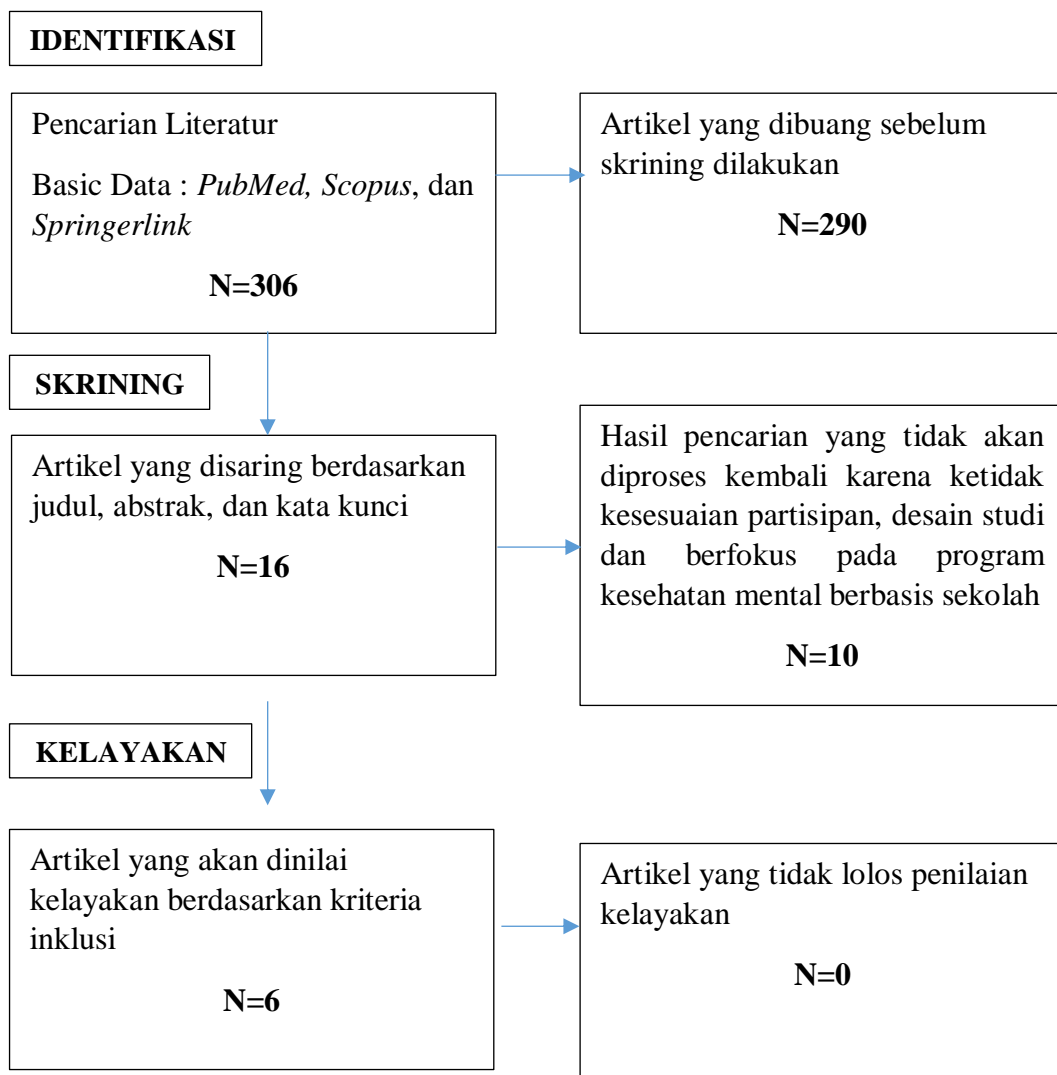 IDENTIFIKASI
Pencarian Literatur
Basic Data : PubMed, Scopus, dan
Springerlink
N=306
Artikel yang dibuang sebelum
skrining dilakukan
N=290
SKRINING
Artikel yang disaring berdasarkan
judul, abstrak, dan kata kunci
N=16
Hasil pencarian yang tidak akan
diproses kembali karena ketidak
kesesuaian partisipan, desain studi
dan berfokus pada program
kesehatan mental berbasis sekolah
N=10
KELAYAKAN
Artikel yang akan dinilai
kelayakan berdasarkan kriteria
inklusi
N=6
Artikel yang tidak lolos penilaian
kelayakan
N=0